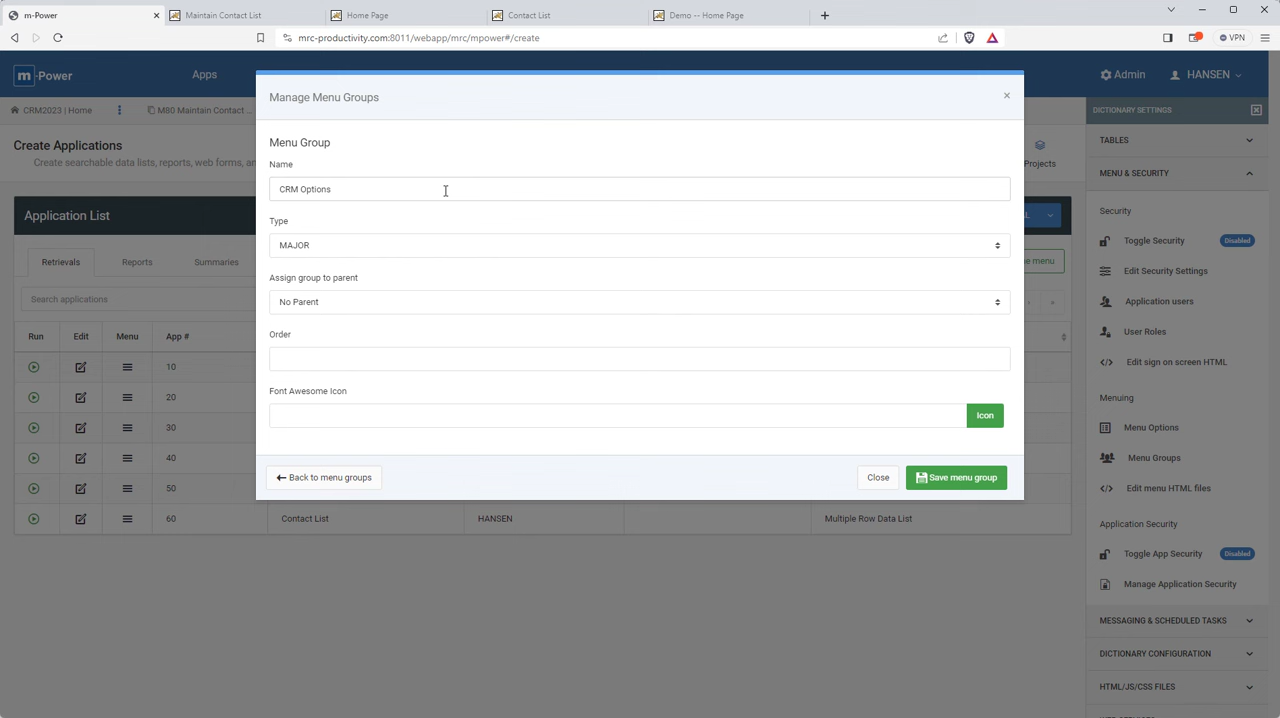 m-Power
Maintain Contact List
Home Page
Contact List
Demo -- Home Page
mrc-productivity.com:8011/webapp/mrc/mpower#/create
VPN
m-Power
Apps
Admin
HANSEN
CRM2023 | Home
M80 Maintain Contact ...
DICTIONARY SETTINGS
Create Applications
Create searchable data lists, reports, web forms, an
Projects
TABLES
MENU & SECURITY
Application List
Security
Toggle Security
Disabled
Retrievals
Reports
Summaries
Edit Security Settings
Search applications
Application users
Run
Edit
Menu
App #
User Roles
Edit sign on screen HTML
10
20
30
40
50
60
Contact List
HANSEN
Multiple Row Data List
Menuing
Menu Options
Menu Groups
Edit menu HTML files
Application Security
Toggle App Security
Disabled
Manage Application Security
MESSAGING & SCHEDULED TASKS
DICTIONARY CONFIGURATION
HTML/JS/CSS FILES
Manage Menu Groups
×
Menu Group
Name
CRM Options
Type
MAJOR
Assign group to parent
No Parent
Order
Font Awesome Icon
Icon
Back to menu groups
Close
Save menu group